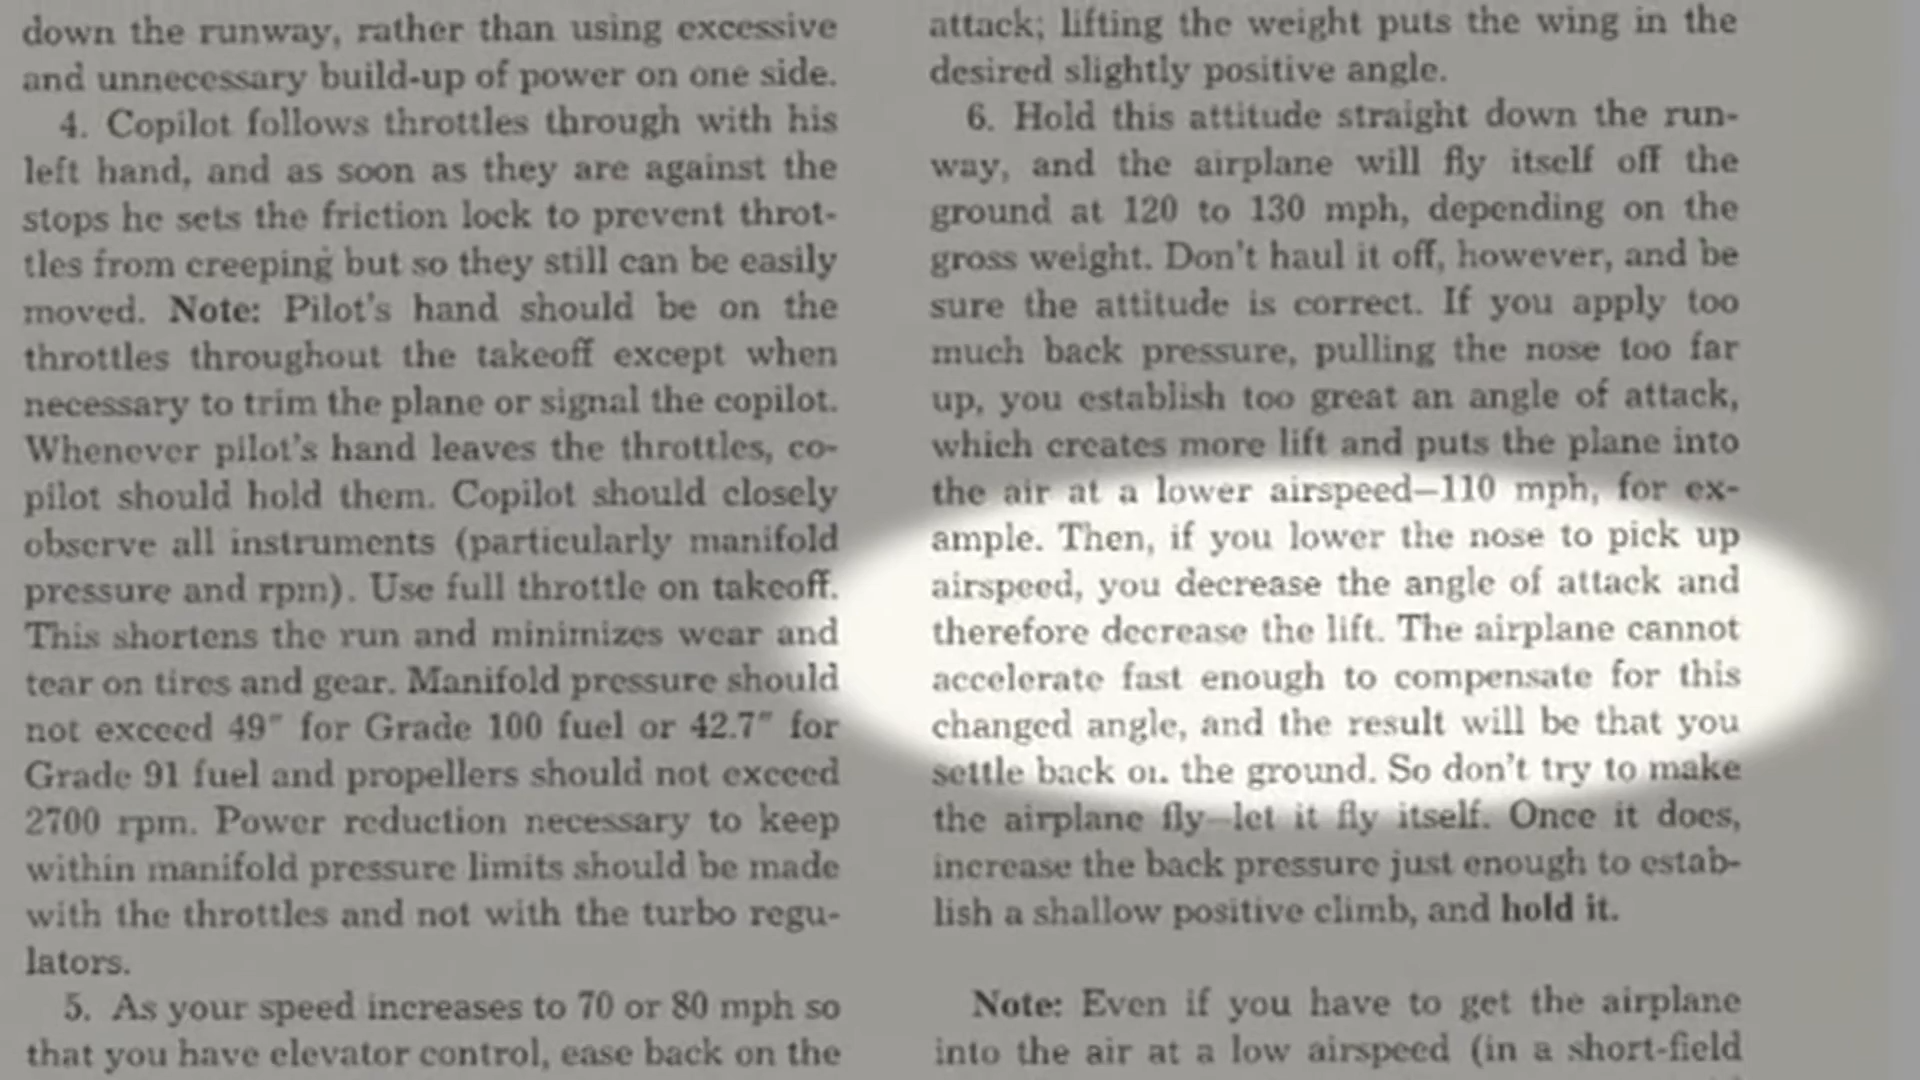 down the runway, rather than using excessive
and unnecessary build-up of power on one side.
4. Copilot follows throttles through with his
left hand, and as soon as they are against the
stops he sets the friction lock to prevent throt-
tles from creeping but so they still can be easily
moved. Note: Pilot's hand should be on the
throttles throughout the takeoff except when
necessary to trim the plane or signal the copilot.
Whenever pilot's hand leaves the throttles, co-
pilot should hold them. Copilot should closely
observe all instruments (particularly manifold
pressure and rpm). Use full throttle on takeoff.
This shortens the run and minimizes wear and
tear on tires and gear. Manifold pressure should
not exceed 49" for Grade 100 fuel or 42.7" for
Grade 91 fuel and propellers should not exceed
2700 rpm. Power reduction necessary to keep
within manifold pressure limits should be made
with the throttles and not with the turbo regu-
lators.
5. As your speed increases to 70 or 80 mph so
that you have elevator control, ease back on the
attack; lifting the weight puts the wing in the
desired slightly positive angle.
6. Hold this attitude straight down the run-
way, and the airplane will fly itself off the
ground at 120 to 130 mph, depending on the
gross weight. Don't haul it off, however, and be
sure the attitude is correct. If you apply too
much back pressure, pulling the nose too far
up, you establish too great an angle of attack,
which creates more lift and puts the plane into
the air at a lower airspeed—110 mph, for ex-
ample. Then, if you lower the nose to pick up
airspeed, you decrease the angle of attack and
therefore decrease the lift. The airplane cannot
accelerate fast enough to compensate for this
changed angle, and the result will be that you
settle back on the ground. So don't try to make
the airplane fly—let it fly itself. Once it does,
increase the back pressure just enough to estab-
lish a shallow positive climb, and hold it.
Note: Even if you have to get the airplane
into the air at a low airspeed (in a short-field